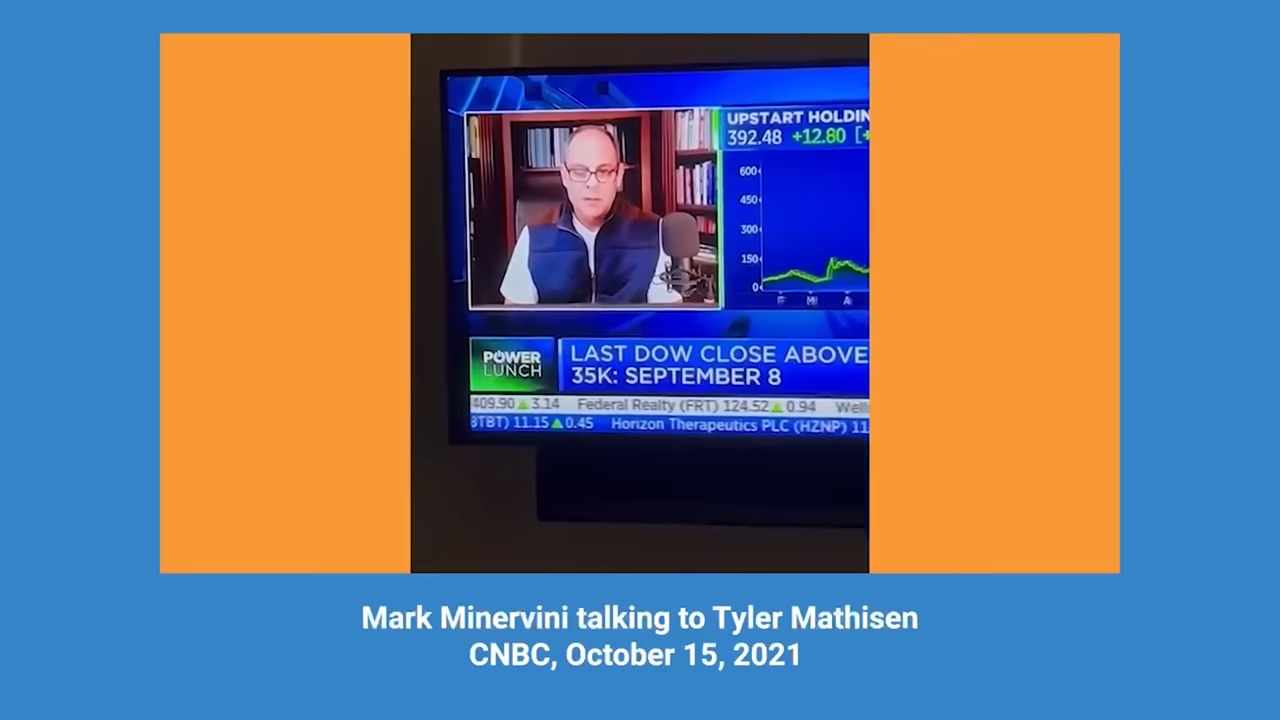 UPSTART HOLDIN
392.48 +12.80 [+
600
450
300
150
0
F M A
POWER
LUNCH
LAST DOW CLOSE ABOVE
35K: SEPTEMBER 8
409.90 ▲ 3.14 Federal Realty (FRT) 124.52 ▲ 0.94 Well
BTBT) 11.15 ▲ 0.45 Horizon Therapeutics PLC (HZNP) 11
Mark Minervini talking to Tyler Mathisen
CNBC, October 15, 2021